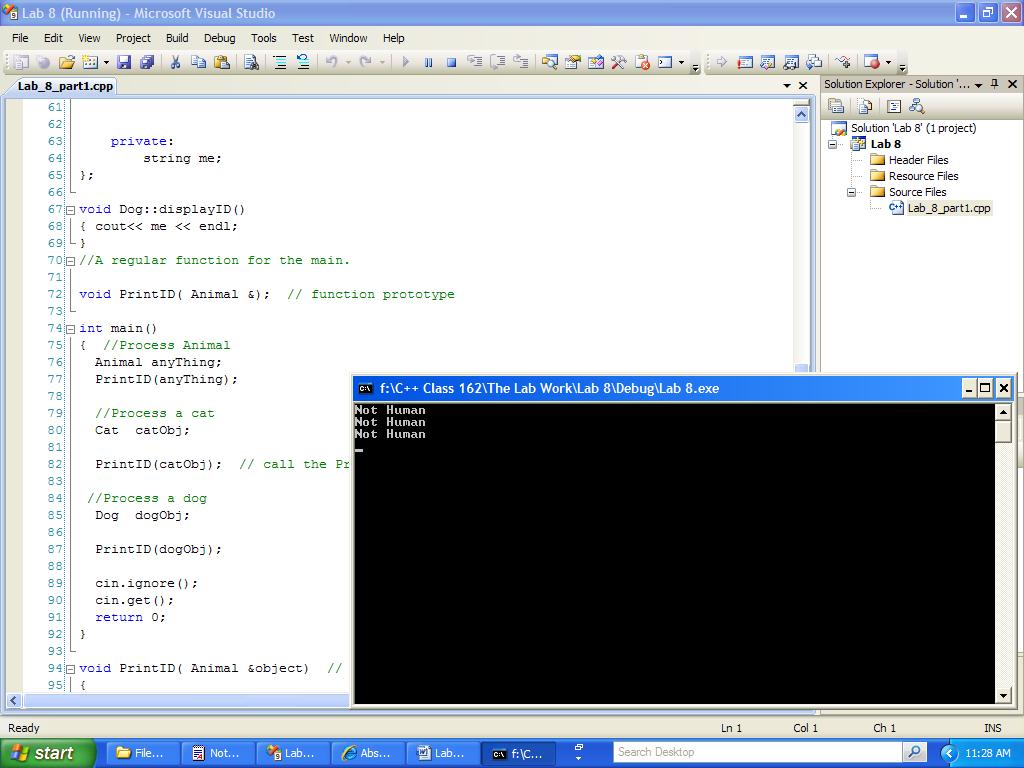 Lab 8 (Running) - Microsoft Visual Studio
File Edit View Project Build Debug Tools Test Window Help
Lab_8_part1.cpp
61
62
63 private:
64 string me;
65 };
66
67 void Dog::displayID()
68 { cout<< me << endl;
69 }
70 //A regular function for the main.
71
72 void PrintID( Animal &); // function prototype
73
74 int main()
75 { //Process Animal
76 Animal anyThing;
77 PrintID(anyThing);
78
79 //Process a cat
80 Cat catObj;
81
82 PrintID(catObj); // call the Pr
83
84 //Process a dog
85 Dog dogObj;
86
87 PrintID(dogObj);
88
89 cin.ignore();
90 cin.get();
91 return 0;
92 }
93
94 void PrintID( Animal &object) //
95 {
Solution Explorer - Solution '...
Solution 'Lab 8' (1 project)
Lab 8
Header Files
Resource Files
Source Files
Lab_8_part1.cpp
f:\C++ Class 162\The Lab Work\Lab 8\Debug\Lab 8.exe
Not Human
Not Human
Not Human
Ready Ln 1 Col 1 Ch 1 INS
start File... Not... Lab... Abs... Lab... f:\C... Search Desktop 11:28 AM